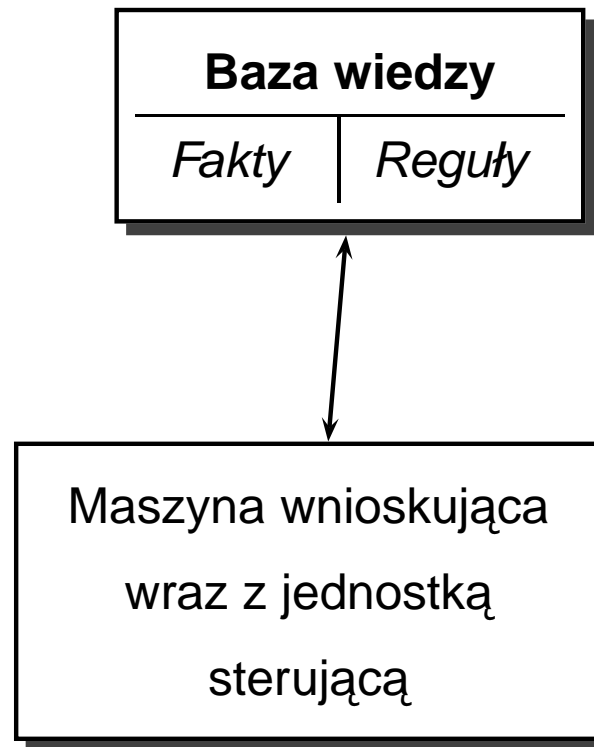 Baza wiedzy
Fakty Reguły
Maszyna wnioskująca
wraz z jednostką
sterującą